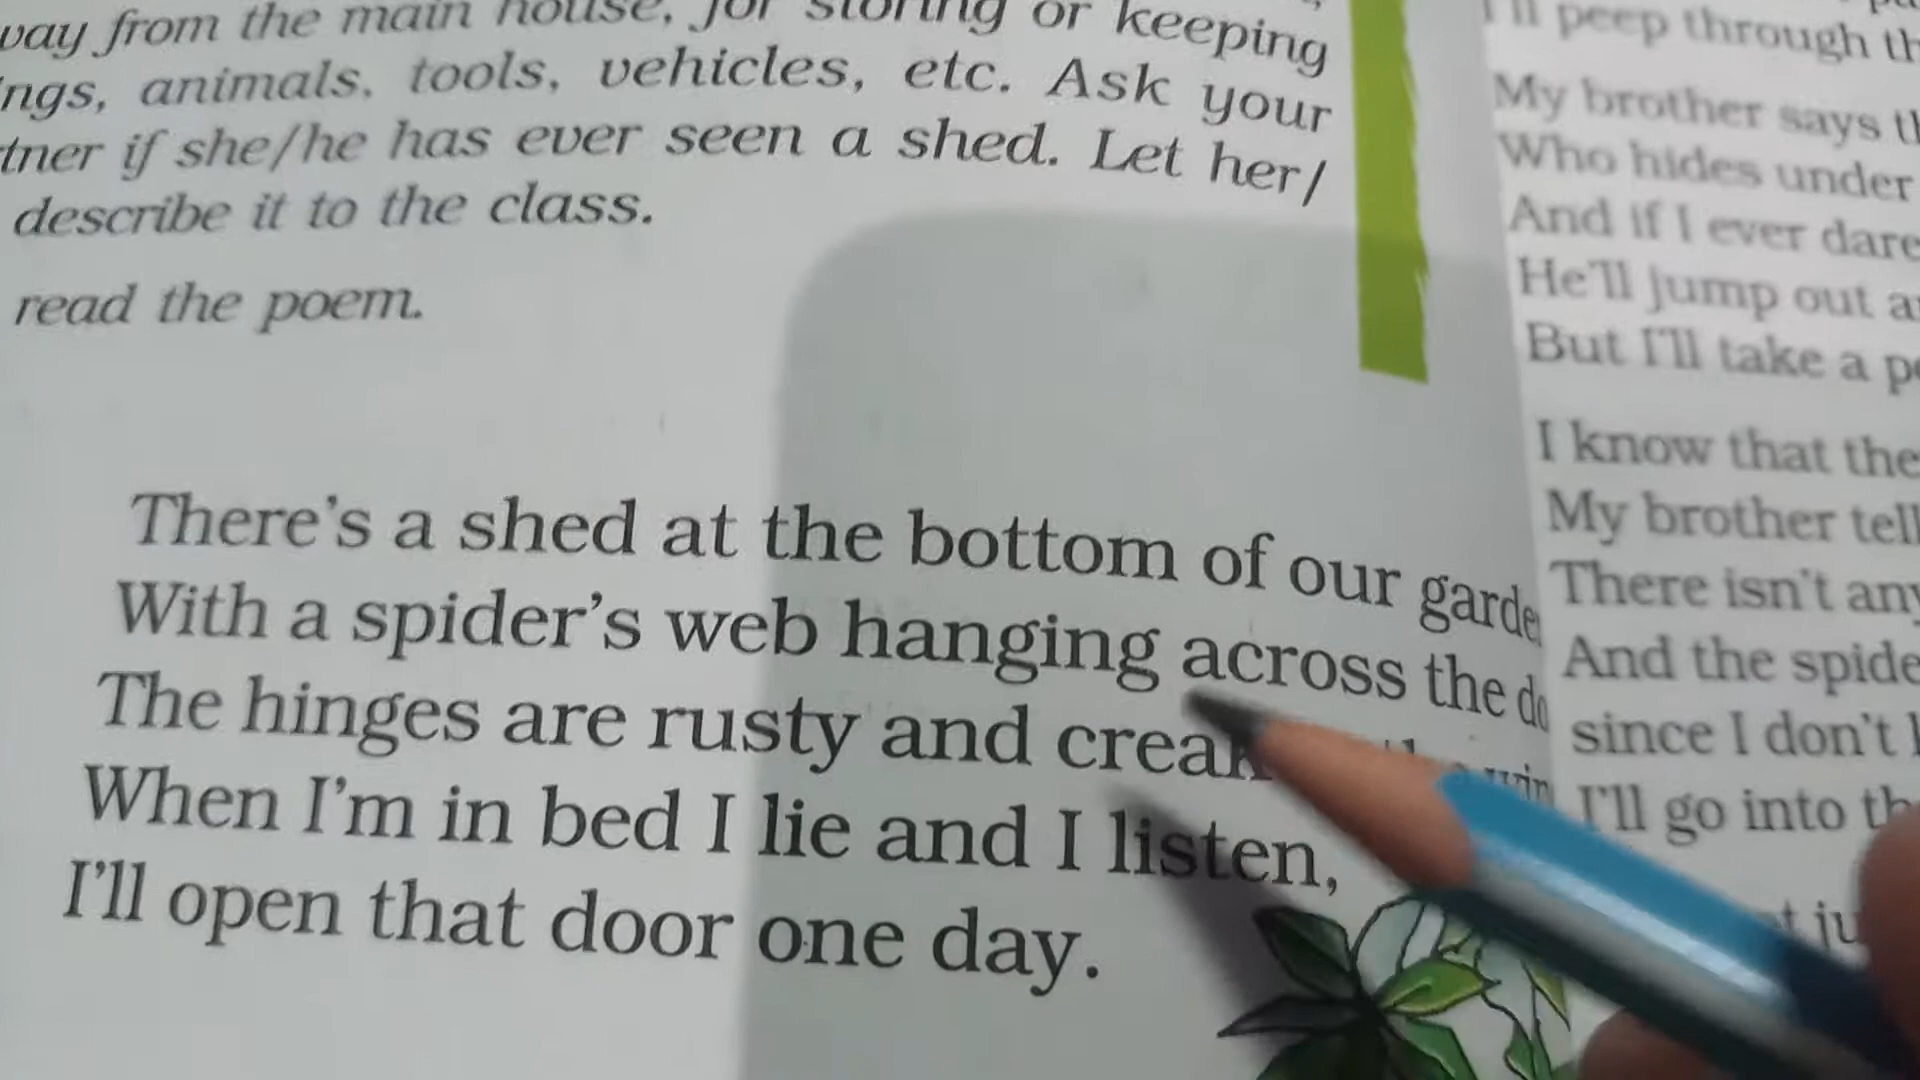 from the main house, for storing or keeping
ngs, animals, tools, vehicles, etc. Ask your
tner if she/he has ever seen a shed. Let her/
describe it to the class.
read the poem.
There's a shed at the bottom of our garde
With a spider's web hanging across the do
The hinges are rusty and creak
When I'm in bed I lie and I listen,
I'll open that door one day.
I'll peep through th
My brother says th
Who hides under
And if I ever dare
He'll jump out a
But I'll take a pe
I know that the
My brother tell
There isn't any
And the spide
since I don't
I'll go into th